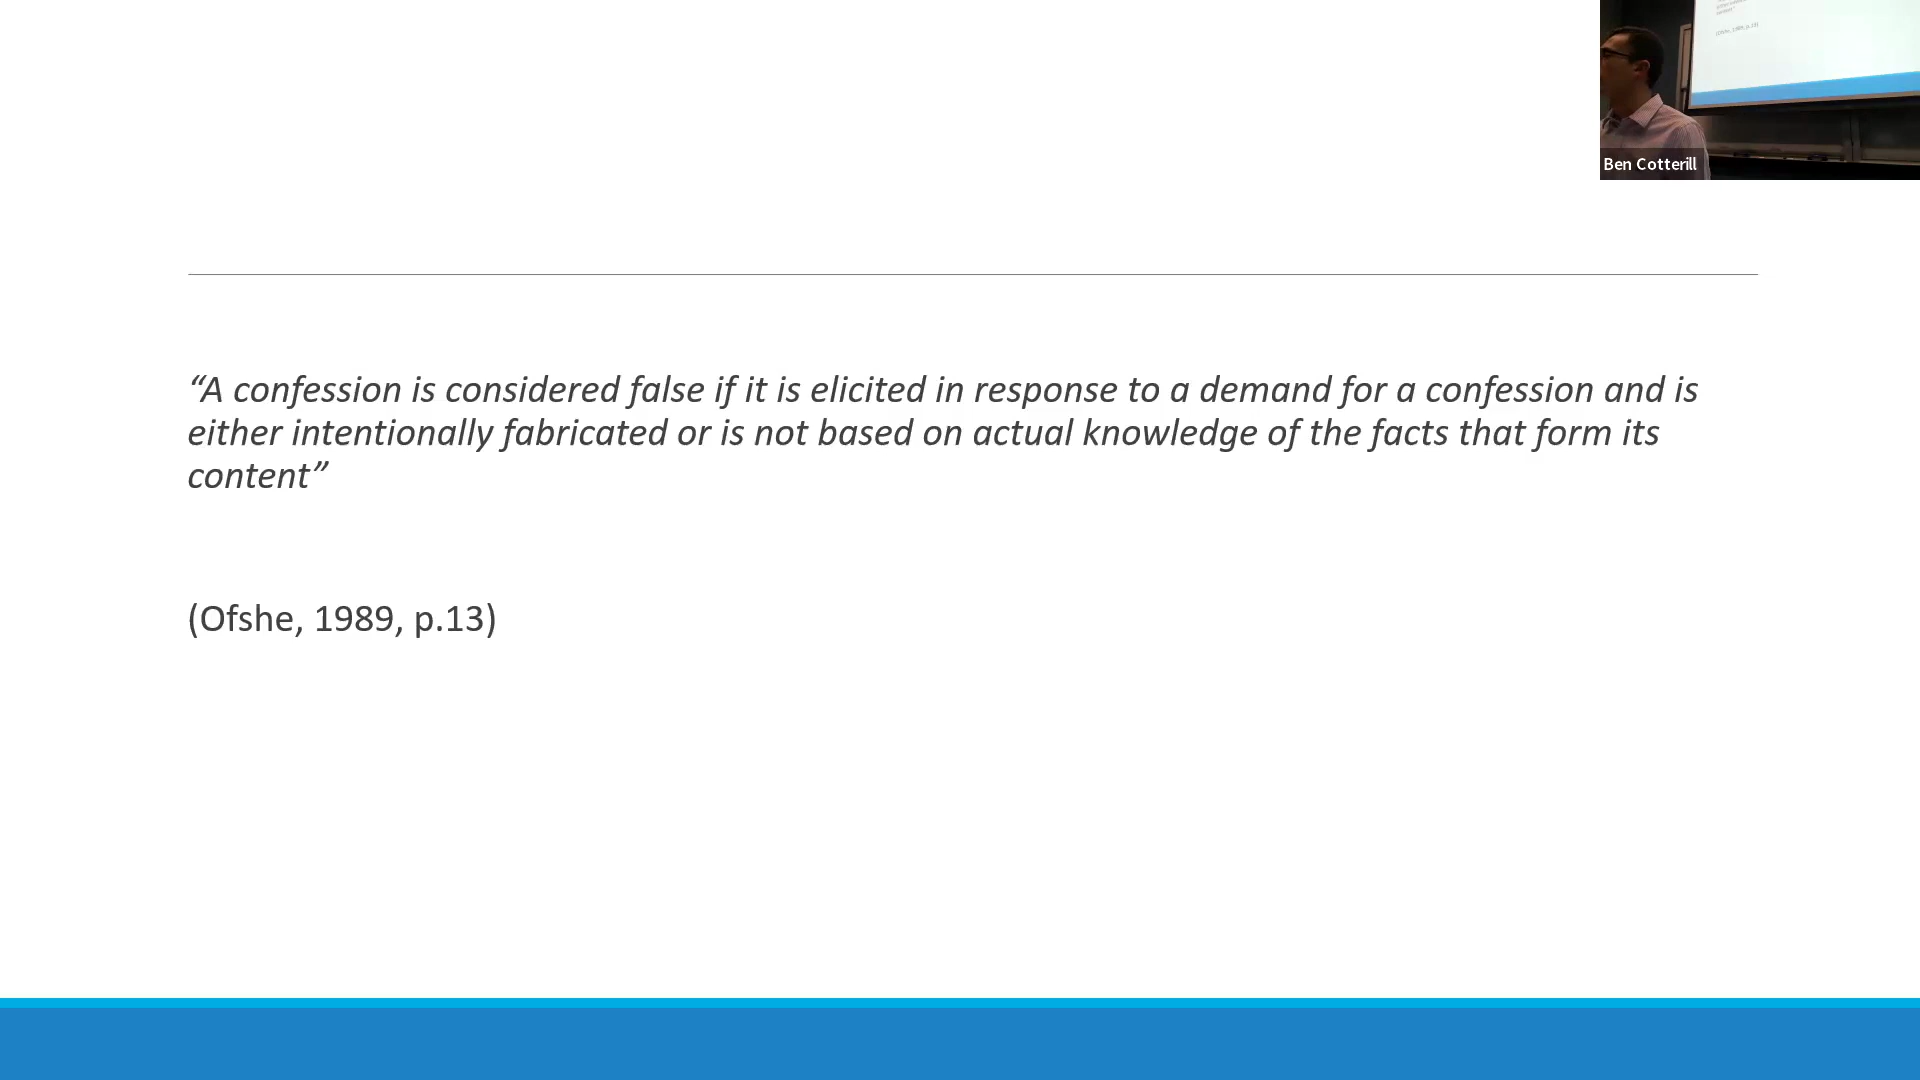 Ben Cotterill
“A confession is considered false if it is elicited in response to a demand for a confession and is
either intentionally fabricated or is not based on actual knowledge of the facts that form its
content”
(Ofshe, 1989, p.13)